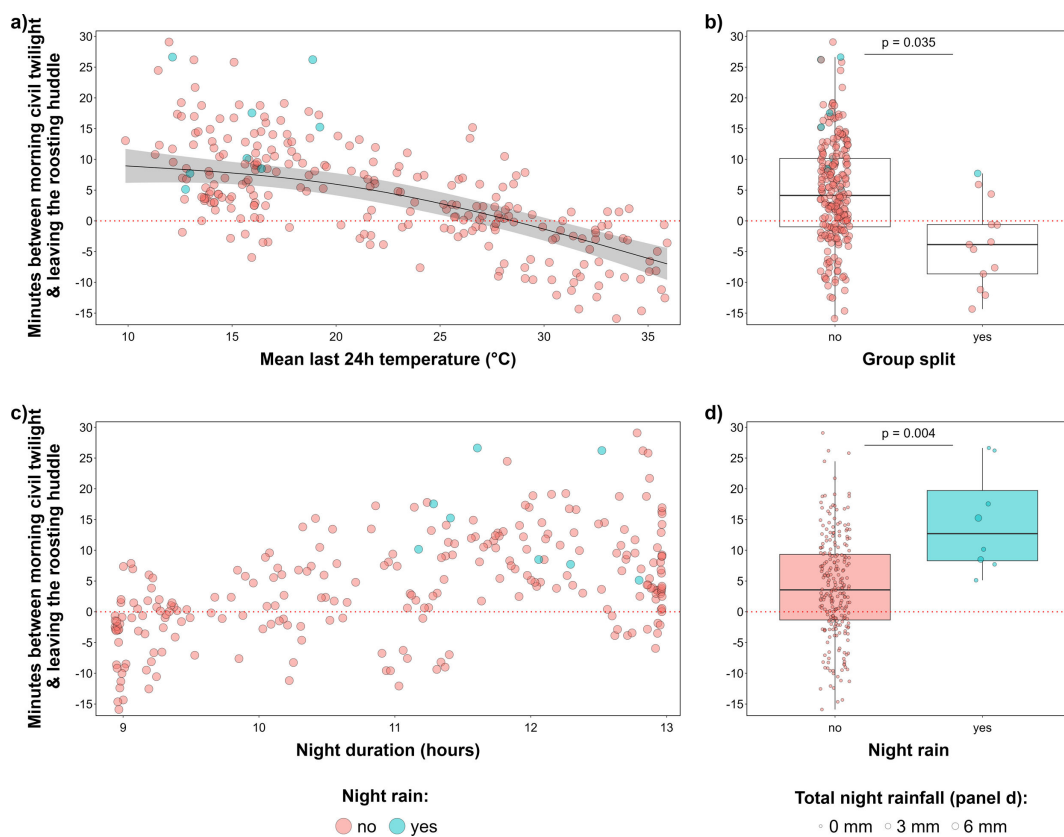 a)
Minutes between morning civil twilight
& leaving the roosting huddle
30
25
20
15
10
5
0
-5
-10
-15
10
15
20
25
30
35
Mean last 24h temperature (°C)
b)
30
25
20
15
10
5
0
-5
-10
-15
p = 0.035
no
yes
Group split
c)
Minutes between morning civil twilight
& leaving the roosting huddle
30
25
20
15
10
5
0
-5
-10
-15
9
10
11
12
13
Night duration (hours)
d)
30
25
20
15
10
5
0
-5
-10
-15
p = 0.004
no
yes
Night rain
Night rain:
no yes
Total night rainfall (panel d):
0 mm 3 mm 6 mm